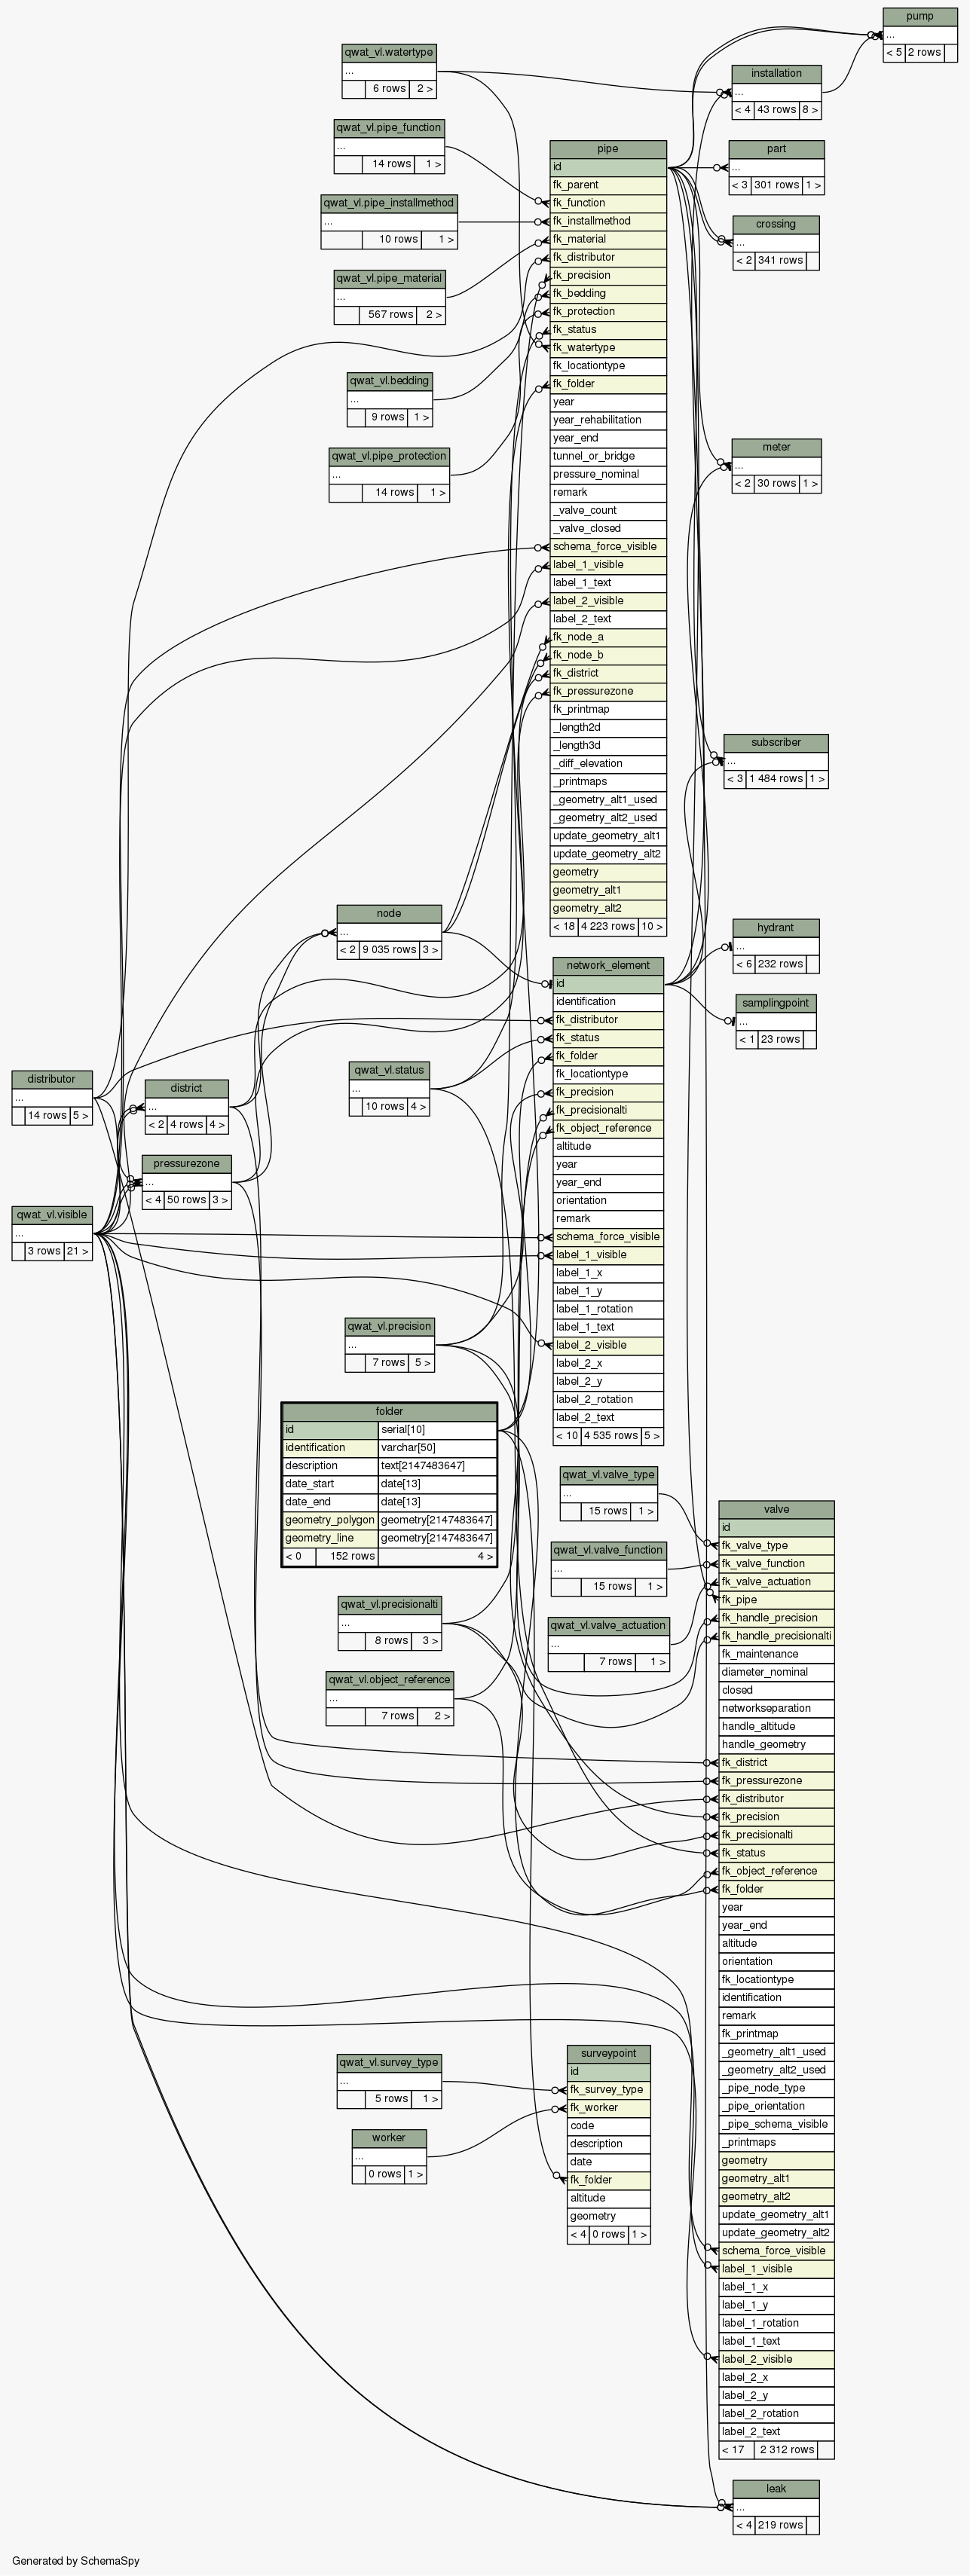 pump
...
< 5 2 rows
qwat_vl.watertype
...
6 rows 2 >
installation
...
< 4 43 rows 8 >
qwat_vl.pipe_function
...
14 rows 1 >
part
...
< 3 301 rows 1 >
qwat_vl.pipe_installmethod
...
10 rows 1 >
crossing
...
< 2 341 rows
qwat_vl.pipe_material
...
567 rows 2 >
qwat_vl.bedding
...
9 rows 1 >
qwat_vl.pipe_protection
...
14 rows 1 >
pipe
id
fk_parent
fk_function
fk_installmethod
fk_material
fk_distributor
fk_precision
fk_bedding
fk_protection
fk_status
fk_watertype
fk_locationtype
fk_folder
year
year_rehabilitation
year_end
tunnel_or_bridge
pressure_nominal
remark
_valve_count
_valve_closed
schema_force_visible
label_1_visible
label_1_text
label_2_visible
label_2_text
fk_node_a
fk_node_b
fk_district
fk_pressurezone
fk_printmap
_length2d
_length3d
_diff_elevation
_printmaps
_geometry_alt1_used
_geometry_alt2_used
update_geometry_alt1
update_geometry_alt2
geometry
geometry_alt1
geometry_alt2
< 18 4 223 rows 10 >
meter
...
< 2 30 rows 1 >
subscriber
...
< 3 1 484 rows 1 >
node
...
< 2 9 035 rows 3 >
hydrant
...
< 6 232 rows
samplingpoint
...
< 1 23 rows
network_element
id
identification
fk_distributor
fk_status
fk_folder
fk_locationtype
fk_precision
fk_precisionalti
fk_object_reference
altitude
year
year_end
orientation
remark
schema_force_visible
label_1_visible
label_1_x
label_1_y
label_1_rotation
label_1_text
label_2_visible
label_2_x
label_2_y
label_2_rotation
label_2_text
< 10 4 535 rows 5 >
qwat_vl.status
...
10 rows 4 >
distributor
...
14 rows 5 >
district
...
< 2 4 rows 4 >
pressurezone
...
< 4 50 rows 3 >
qwat_vl.visible
...
3 rows 21 >
qwat_vl.precision
...
7 rows 5 >
folder
id serial[10]
identification varchar[50]
description text[2147483647]
date_start date[13]
date_end date[13]
geometry_polygon geometry[2147483647]
geometry_line geometry[2147483647]
< 0 152 rows 4 >
qwat_vl.valve_type
...
15 rows 1 >
qwat_vl.valve_function
...
15 rows 1 >
qwat_vl.valve_actuation
...
7 rows 1 >
qwat_vl.precisionalti
...
8 rows 3 >
qwat_vl.object_reference
...
7 rows 2 >
valve
id
fk_valve_type
fk_valve_function
fk_valve_actuation
fk_pipe
fk_handle_precision
fk_handle_precisionalti
fk_maintenance
diameter_nominal
closed
networkseparation
handle_altitude
handle_geometry
fk_district
fk_pressurezone
fk_distributor
fk_precision
fk_precisionalti
fk_status
fk_object_reference
fk_folder
year
year_end
altitude
orientation
fk_locationtype
identification
remark
fk_printmap
_geometry_alt1_used
_geometry_alt2_used
_pipe_node_type
_pipe_orientation
_pipe_schema_visible
_printmaps
geometry
geometry_alt1
geometry_alt2
update_geometry_alt1
update_geometry_alt2
schema_force_visible
label_1_visible
label_1_x
label_1_y
label_1_rotation
label_1_text
label_2_visible
label_2_x
label_2_y
label_2_rotation
label_2_text
< 17 2 312 rows
qwat_vl.survey_type
...
5 rows 1 >
worker
...
0 rows 1 >
surveypoint
id
fk_survey_type
fk_worker
code
description
date
fk_folder
altitude
geometry
< 4 0 rows 1 >
leak
...
< 4 219 rows
Generated by SchemaSpy